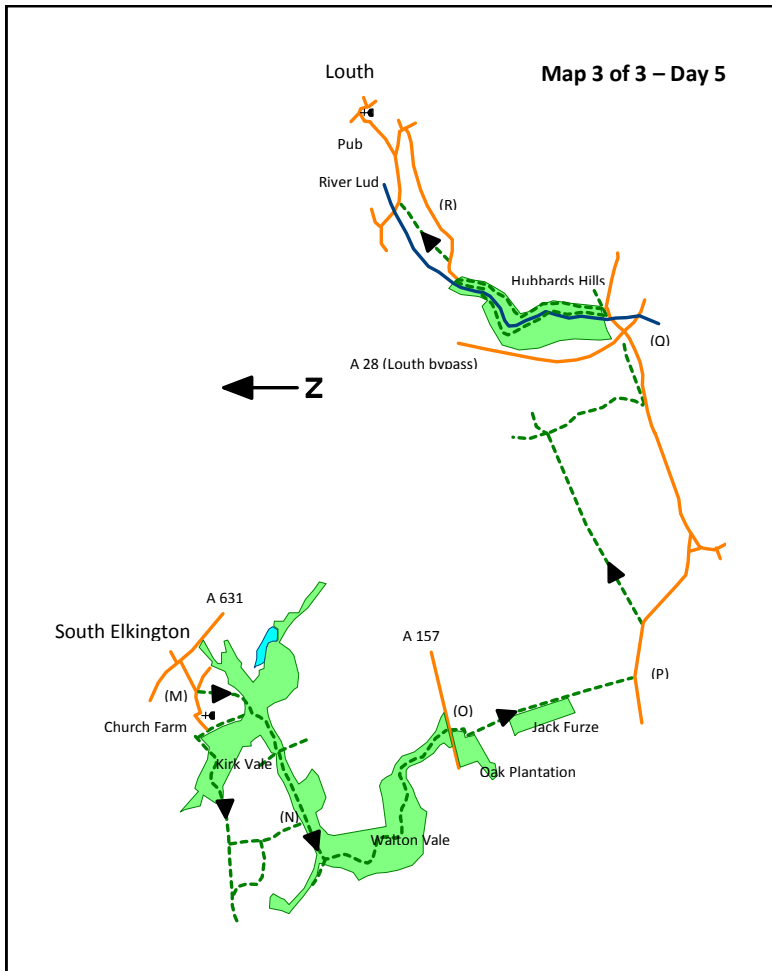 Louth
Map 3 of 3 – Day 5
Pub
River Lud
(R)
Hubbards Hills
(Q)
A 28 (Louth bypass)
N
A 631
South Elkington
A 157
(M)
(P)
(O)
Church Farm
Jack Furze
Kirk Vale
Oak Plantation
(N)
Walton Vale